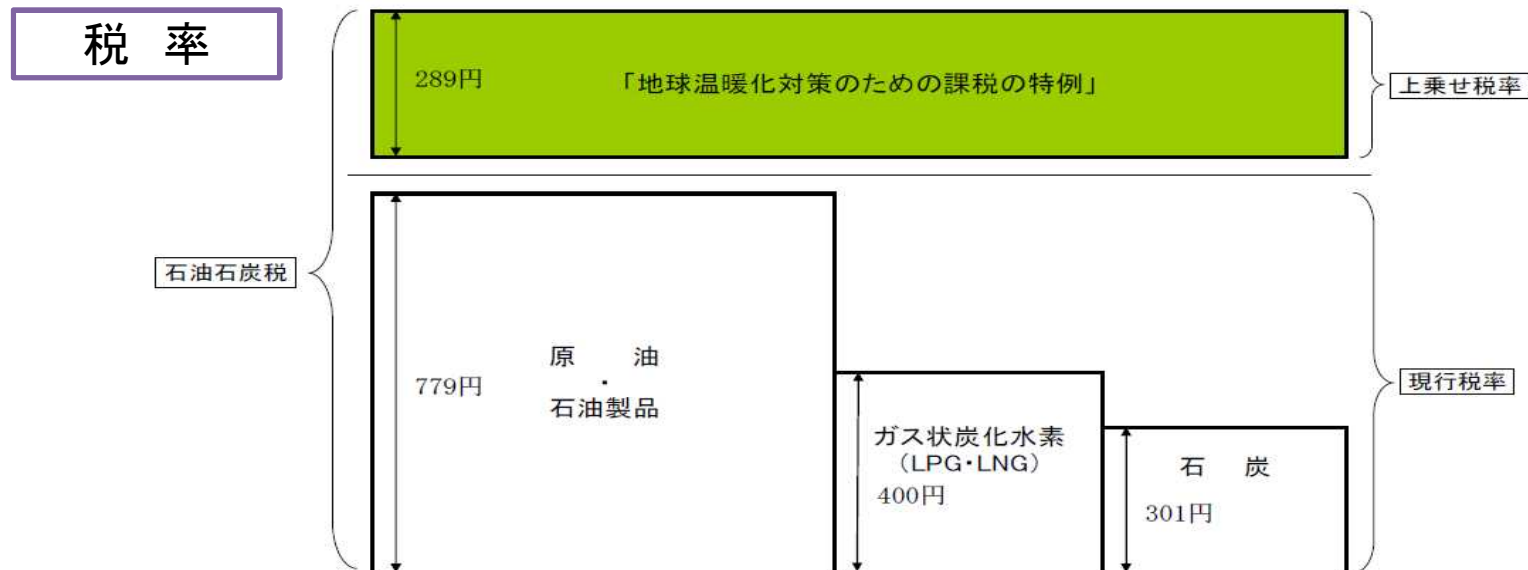 税 率
289円
「地球温暖化対策のための課税の特例」
上乗せ税率
石油石炭税
779円
原 油
・
石油製品
現行税率
ガス状炭化水素
（LPG・LNG）
400円
石 炭
301円